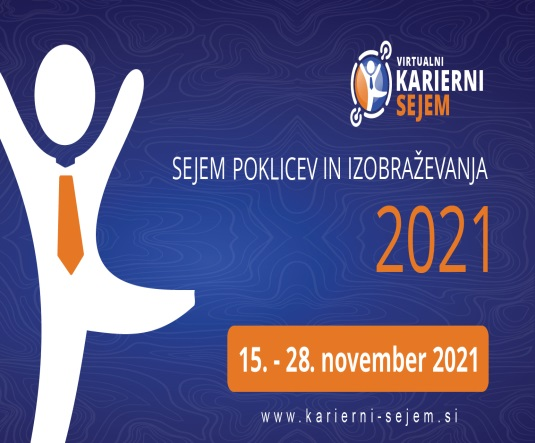 VIRTUALNI
KARIERNI
SEJEM
SEJEM POKLICEV IN IZOBRAŽEVANJA
2021
15. - 28. november 2021
www.karierni-sejem.si